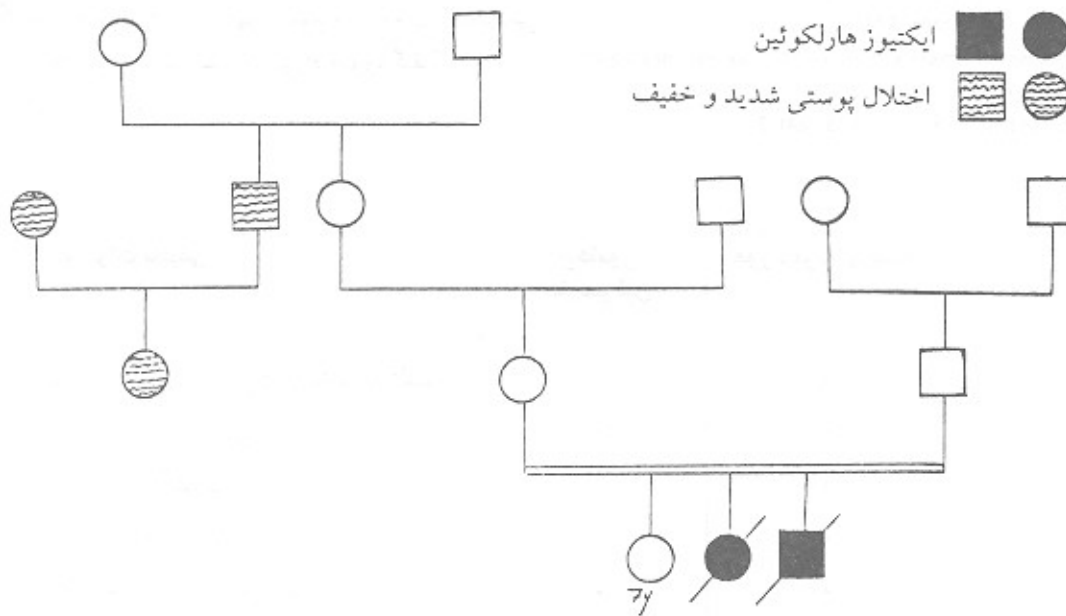 ایکتیوز هارلکوئین
اختلال پوستی شدید و خفیف
7y